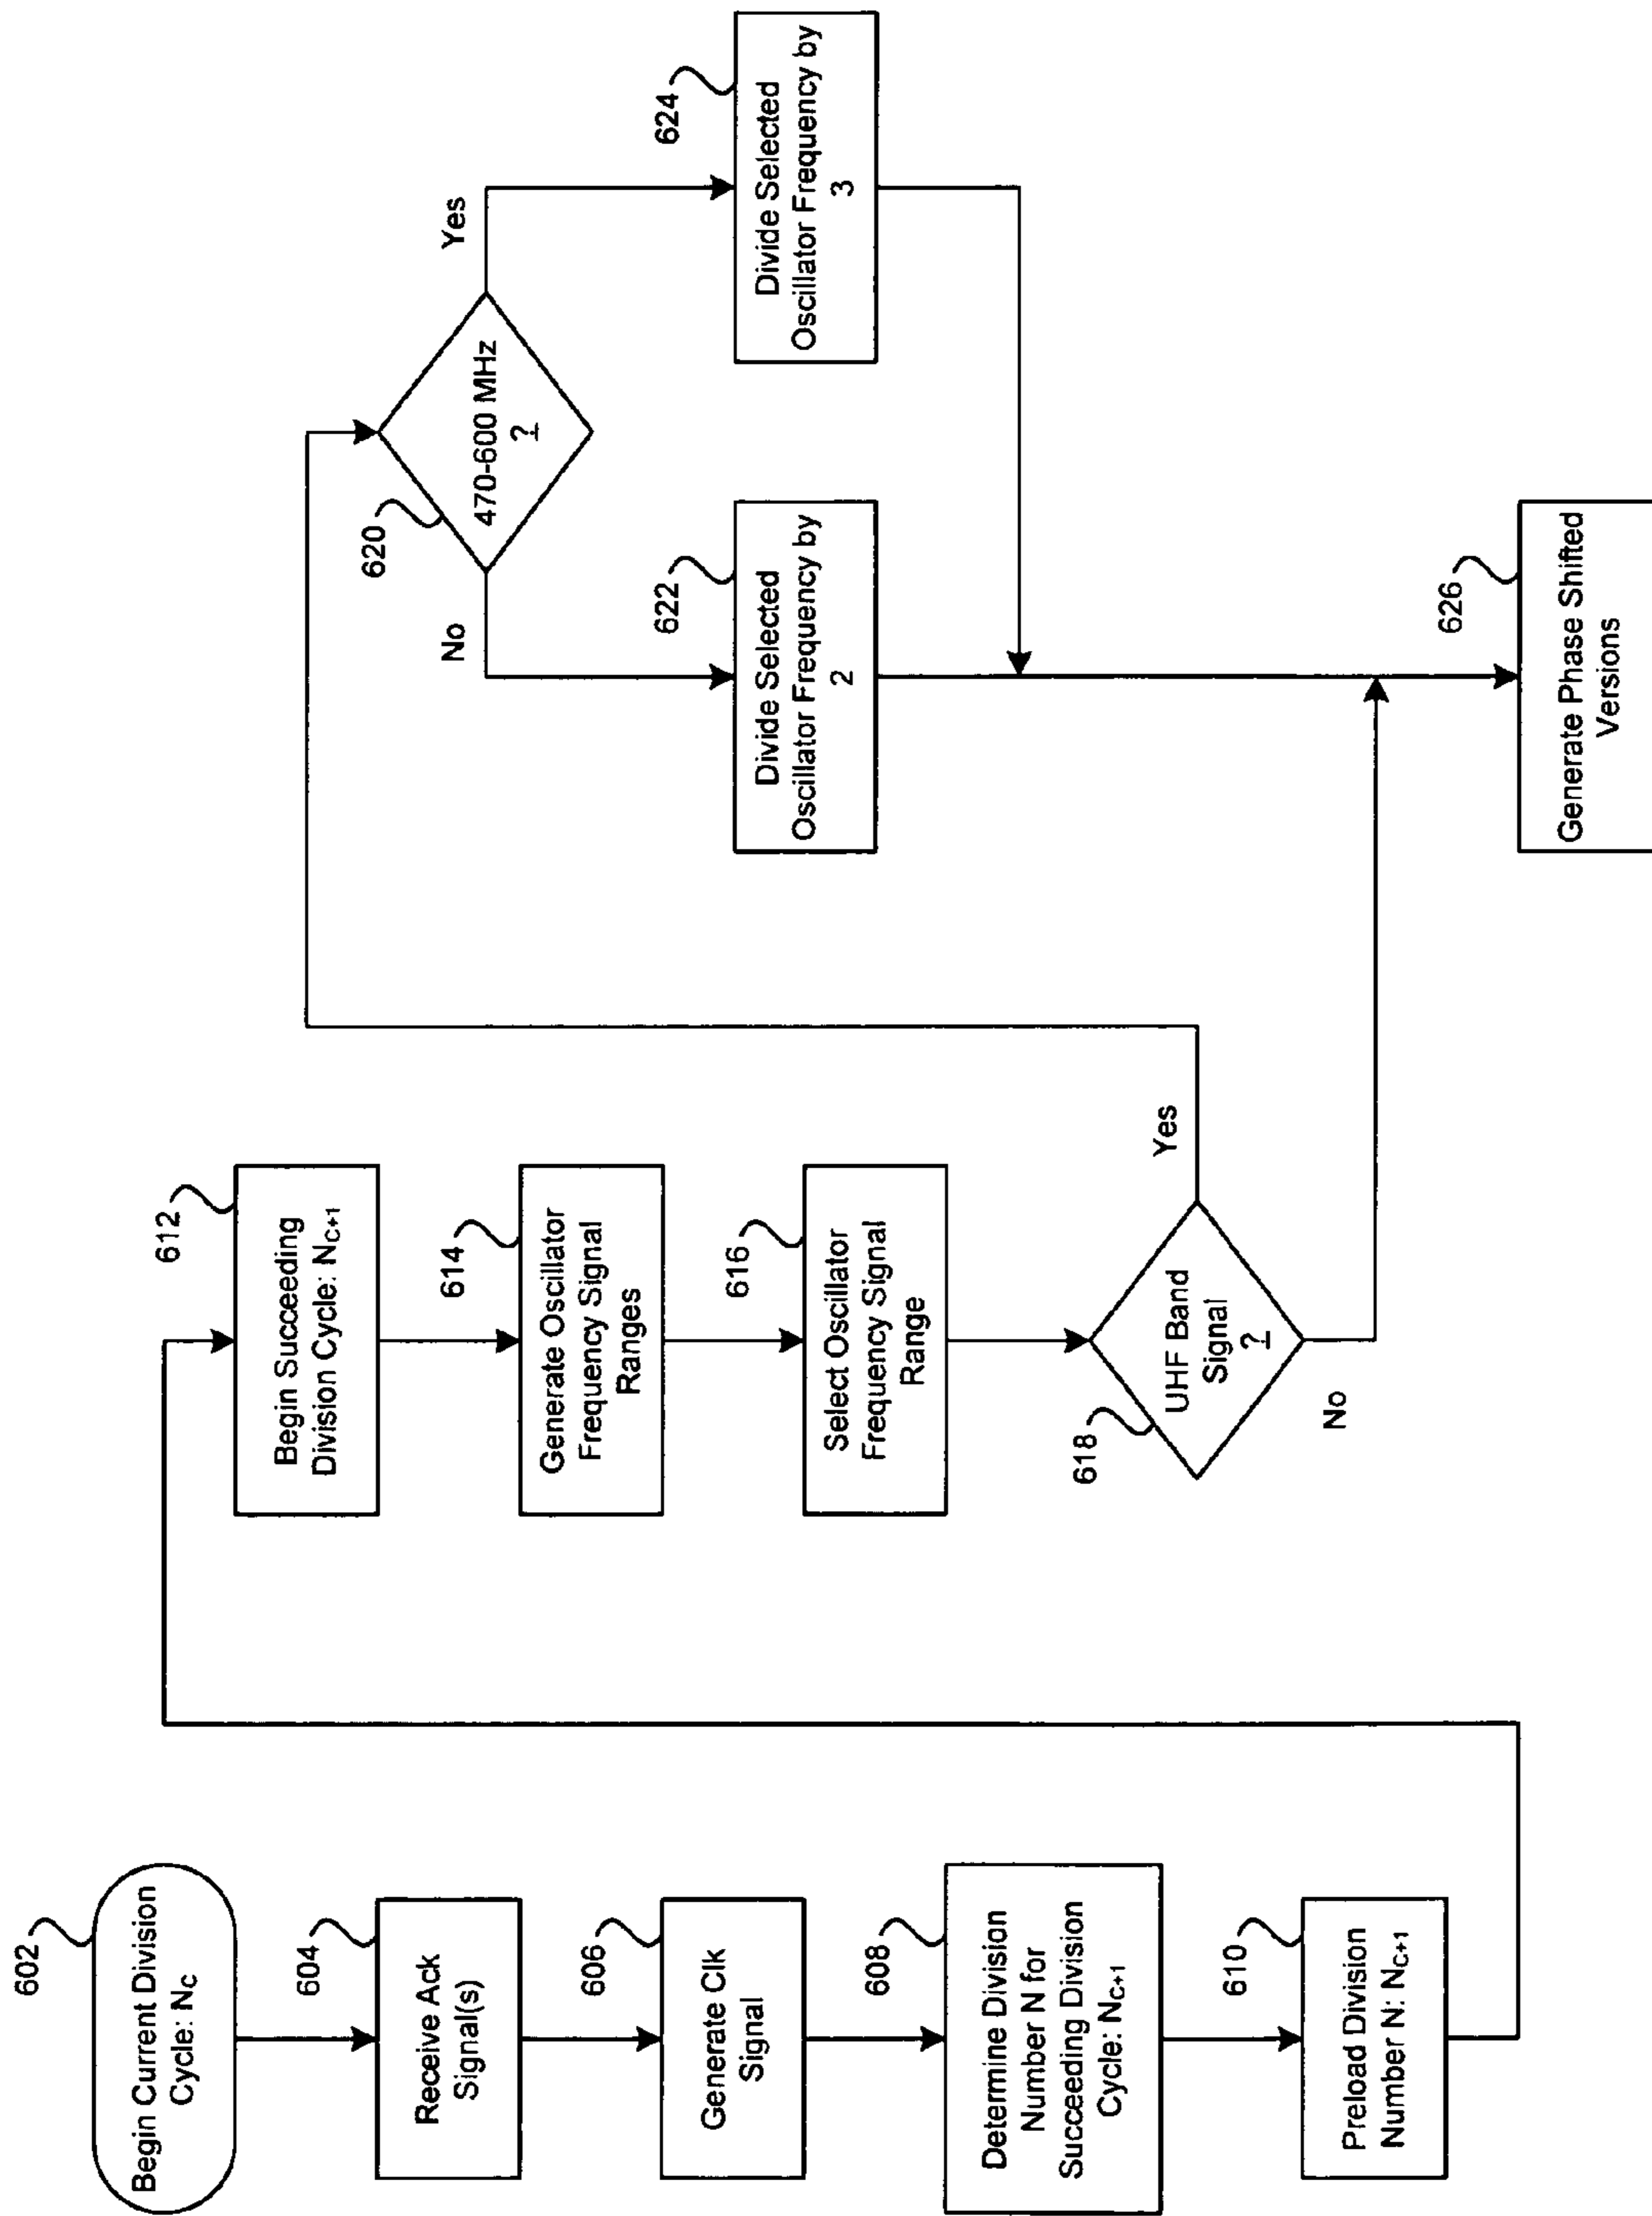 602
Begin Current Division
Cycle: NC
604
Receive Ack
Signal(s)
606
Generate Clk
Signal
608
Determine Division
Number N for
Succeeding Division
Cycle: NC+1
610
Preload Division
Number N: NC+1
612
Begin Succeeding
Division Cycle: NC+1
614
Generate Oscillator
Frequency Signal
Ranges
616
Select Oscillator
Frequency Signal
Range
618
UHF Band
Signal
?
Yes
No
620
470-600 MHz
?
No
Yes
622
Divide Selected
Oscillator Frequency by
2
624
Divide Selected
Oscillator Frequency by
3
626
Generate Phase Shifted
Versions